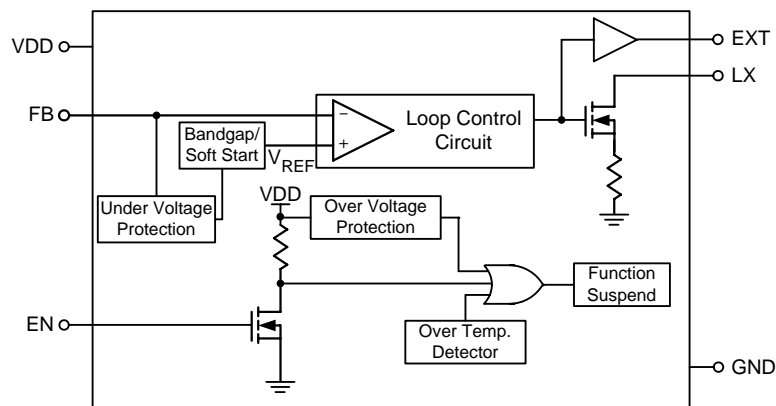 VDD
EXT
LX
FB
−
+
Bandgap/
Soft Start
VREF
Loop Control
Circuit
Under Voltage
Protection
VDD
Over Voltage
Protection
Function
Suspend
EN
Over Temp.
Detector
GND